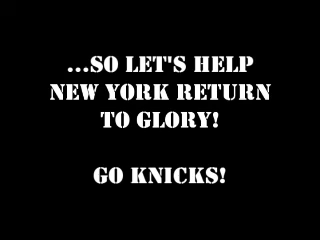 ...SO LET'S HELP
NEW YORK RETURN
TO GLORY!
GO KNICKS!